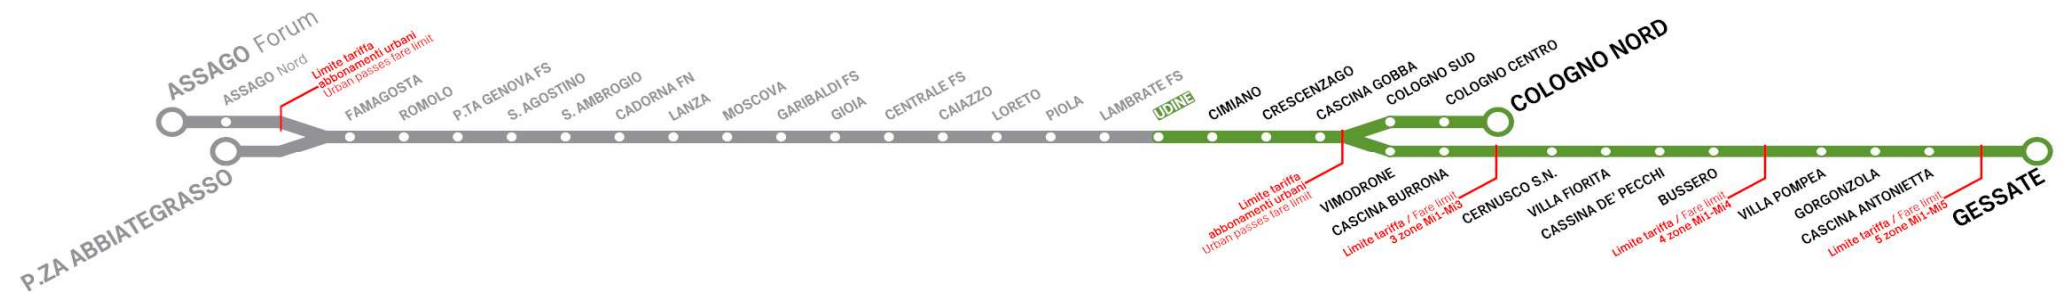 ASSAGO Forum
ASSAGO Nord
Limite tariffa
abbonamenti urbani
Urban passes fare limit
P.ZA ABBIATEGRASSO
FAMAGOSTA
ROMOLO
P.TA GENOVA FS
S. AGOSTINO
S. AMBROGIO
CADORNA FN
LANZA
MOSCOVA
GARIBALDI FS
GIOIA
CENTRALE FS
CAIAZZO
LORETO
PIOLA
LAMBRATE FS
UDINE
CIMIANO
CRESCENZAGO
CASCINA GOBBA
COLOGNO SUD
COLOGNO CENTRO
COLOGNO NORD
Limite tariffa
abbonamenti urbani
Urban passes fare limit
VIMODRONE
CASCINA BURRONA
Limite tariffa / Fare limit
3 zone Mi1-Mi3
CERNUSCO S.N.
VILLA FIORITA
CASSINA DE' PECCHI
BUSSERO
Limite tariffa / Fare limit
4 zone Mi1-Mi4
VILLA POMPEA
GORGONZOLA
CASCINA ANTONIETTA
Limite tariffa / Fare limit
5 zone Mi1-Mi5
GESSATE